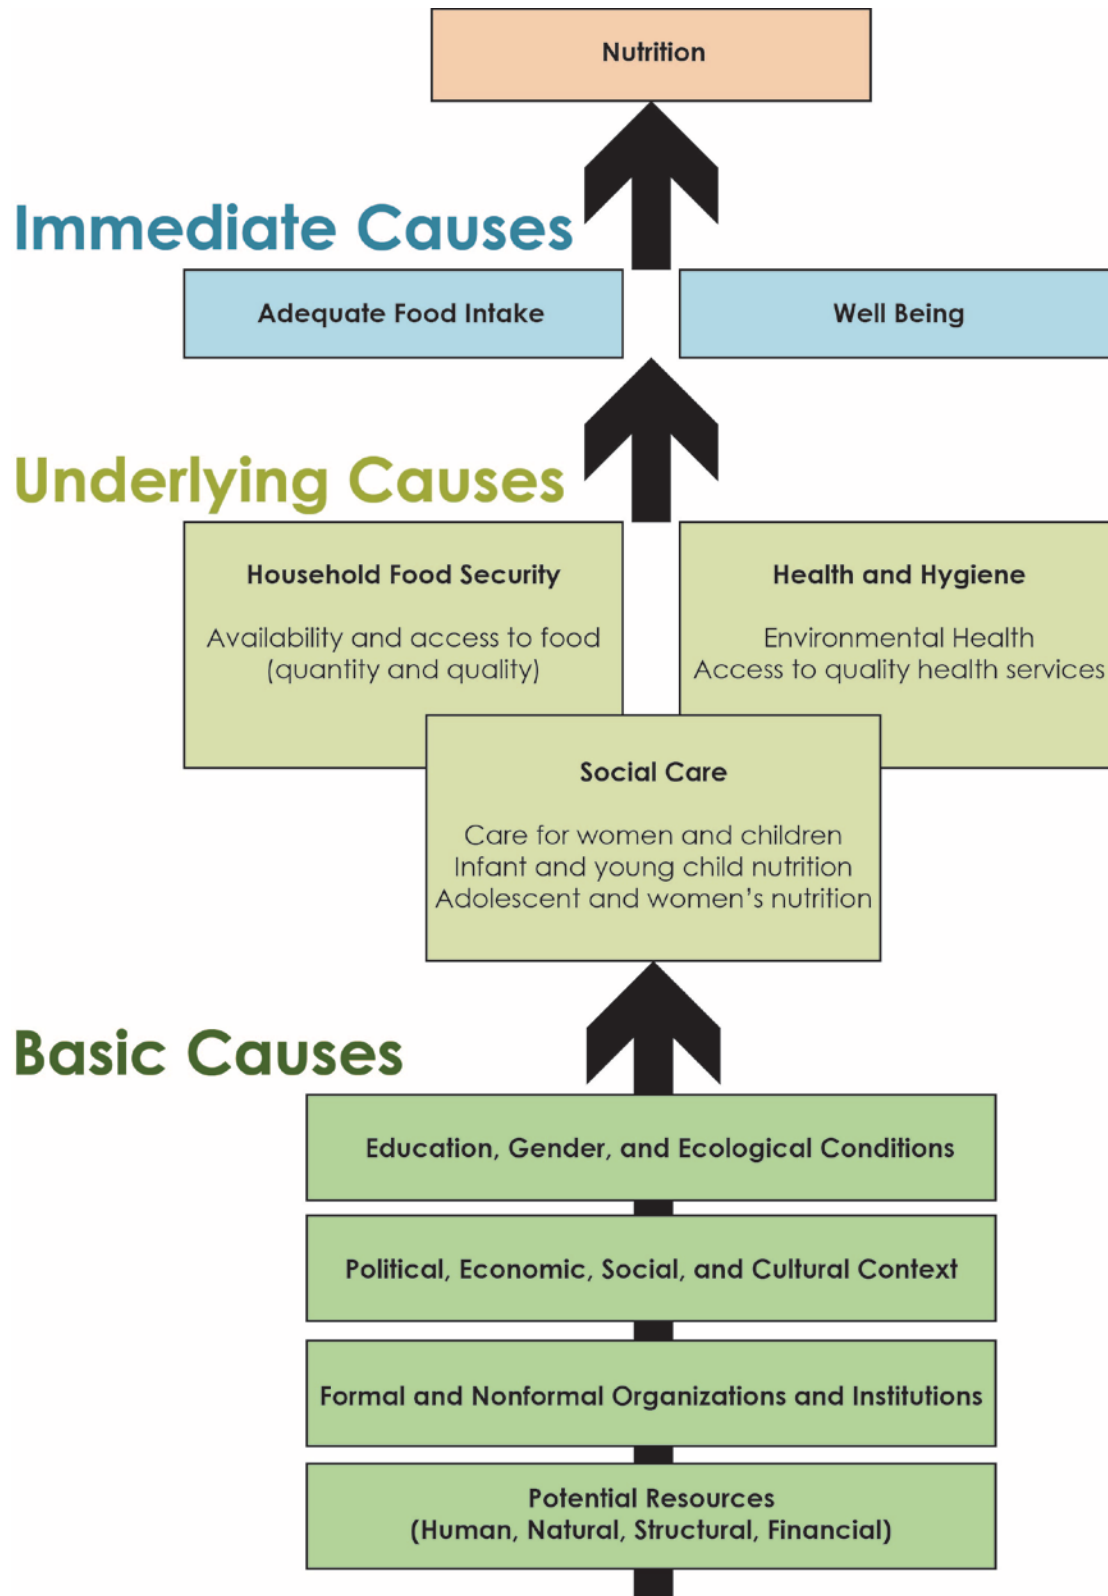 Nutrition
Immediate Causes
Adequate Food Intake
Well Being
Underlying Causes
Household Food Security
Availability and access to food
(quantity and quality)
Health and Hygiene
Environmental Health
Access to quality health services
Social Care
Care for women and children
Infant and young child nutrition
Adolescent and women's nutrition
Basic Causes
Education, Gender, and Ecological Conditions
Political, Economic, Social, and Cultural Context
Formal and Nonformal Organizations and Institutions
Potential Resources
(Human, Natural, Structural, Financial)